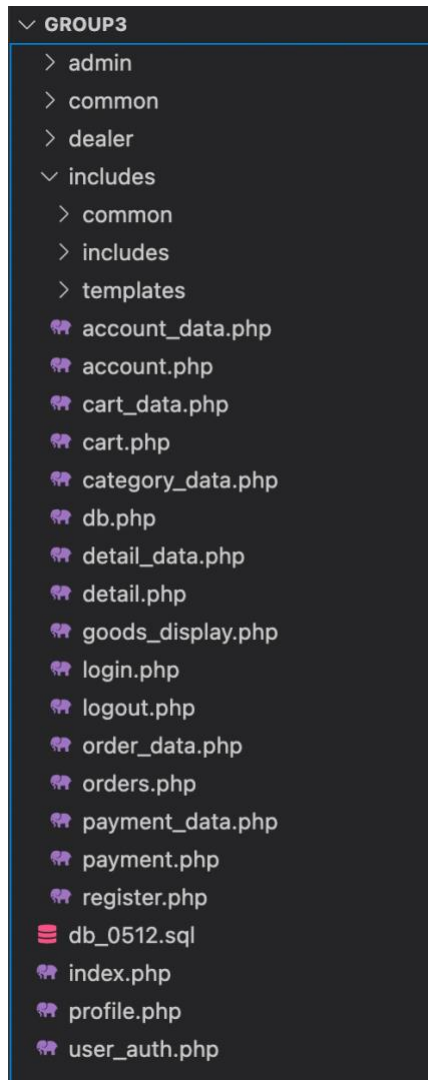 GROUP3
admin
common
dealer
includes
common
includes
templates
account_data.php
account.php
cart_data.php
cart.php
category_data.php
db.php
detail_data.php
detail.php
goods_display.php
login.php
logout.php
order_data.php
orders.php
payment_data.php
payment.php
register.php
db_0512.sql
index.php
profile.php
user_auth.php